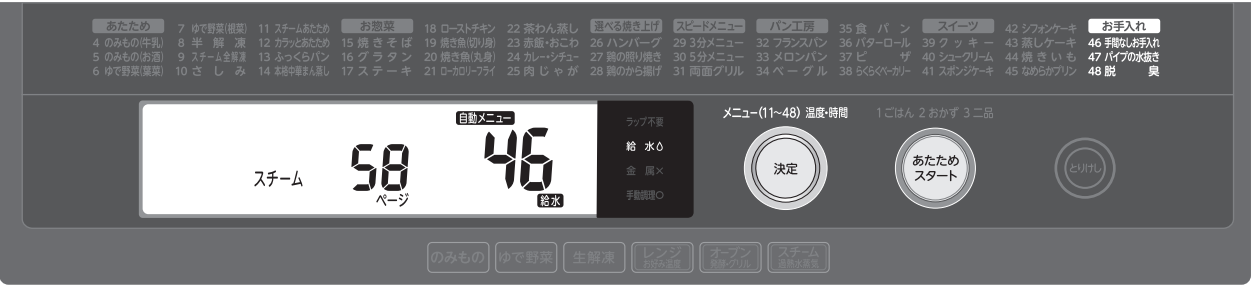 あたため
4 のみもの(牛乳)
5 のみもの(お酒)
6 ゆで野菜(葉菜)
7 ゆで野菜(根菜)
8 半解凍
9 スチーム全解凍
10 さしみ
11 スチームあたため
12 カラッとあたため
13 ふっくらパン
14 本格中華まん蒸し
お惣菜
15 焼きそば
16 グラタン
17 ステーキ
18 ローストチキン
19 焼き魚(切り身)
20 焼き魚(丸身)
21 ローカロリーフライ
22 茶わん蒸し
23 赤飯・おこわ
24 カレー・シチュー
25 肉じゃが
選べる焼き上げ
26 ハンバーグ
27 鶏の照り焼き
28 鶏のから揚げ
スピードメニュー
29 3分メニュー
30 5分メニュー
31 両面グリル
パン工房
32 フランスパン
33 メロンパン
34 ベーグル
35 食パン
36 バターロール
37 ピザ
38 らくらくベーカリー
スイーツ
39 クッキー
40 シュークリーム
41 スポンジケーキ
42 シフォンケーキ
43 蒸しケーキ
44 焼きいも
45 なめらかプリン
お手入れ
46 手間なしお手入れ
47 パイプの水抜き
48 脱臭
スチーム
58
ページ
自動メニュー
46
給水
ラップ不要
給水
金属×
手動調理○
メニュー(11～48) 温度・時間
決定
1 ごはん 2 おかず 3 二品
あたため
スタート
とりけし
のみもの
ゆで野菜
生解凍
レンジ
お好み温度
オーブン
発酵・グリル
スチーム
過熱水蒸気